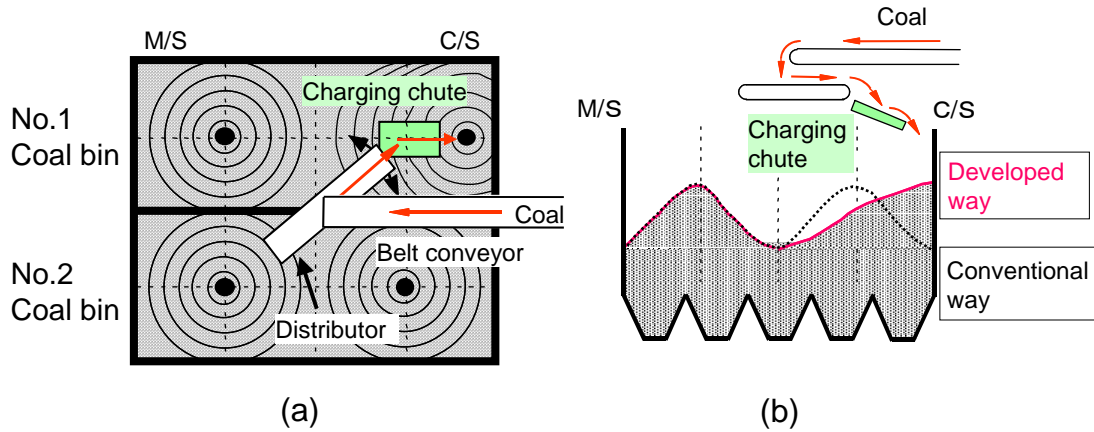 M/S
C/S
Charging chute
No.1
Coal bin
Coal
Belt conveyor
No.2
Coal bin
Distributor
(a)
Coal
M/S
C/S
Charging
chute
Developed
way
Conventional
way
(b)